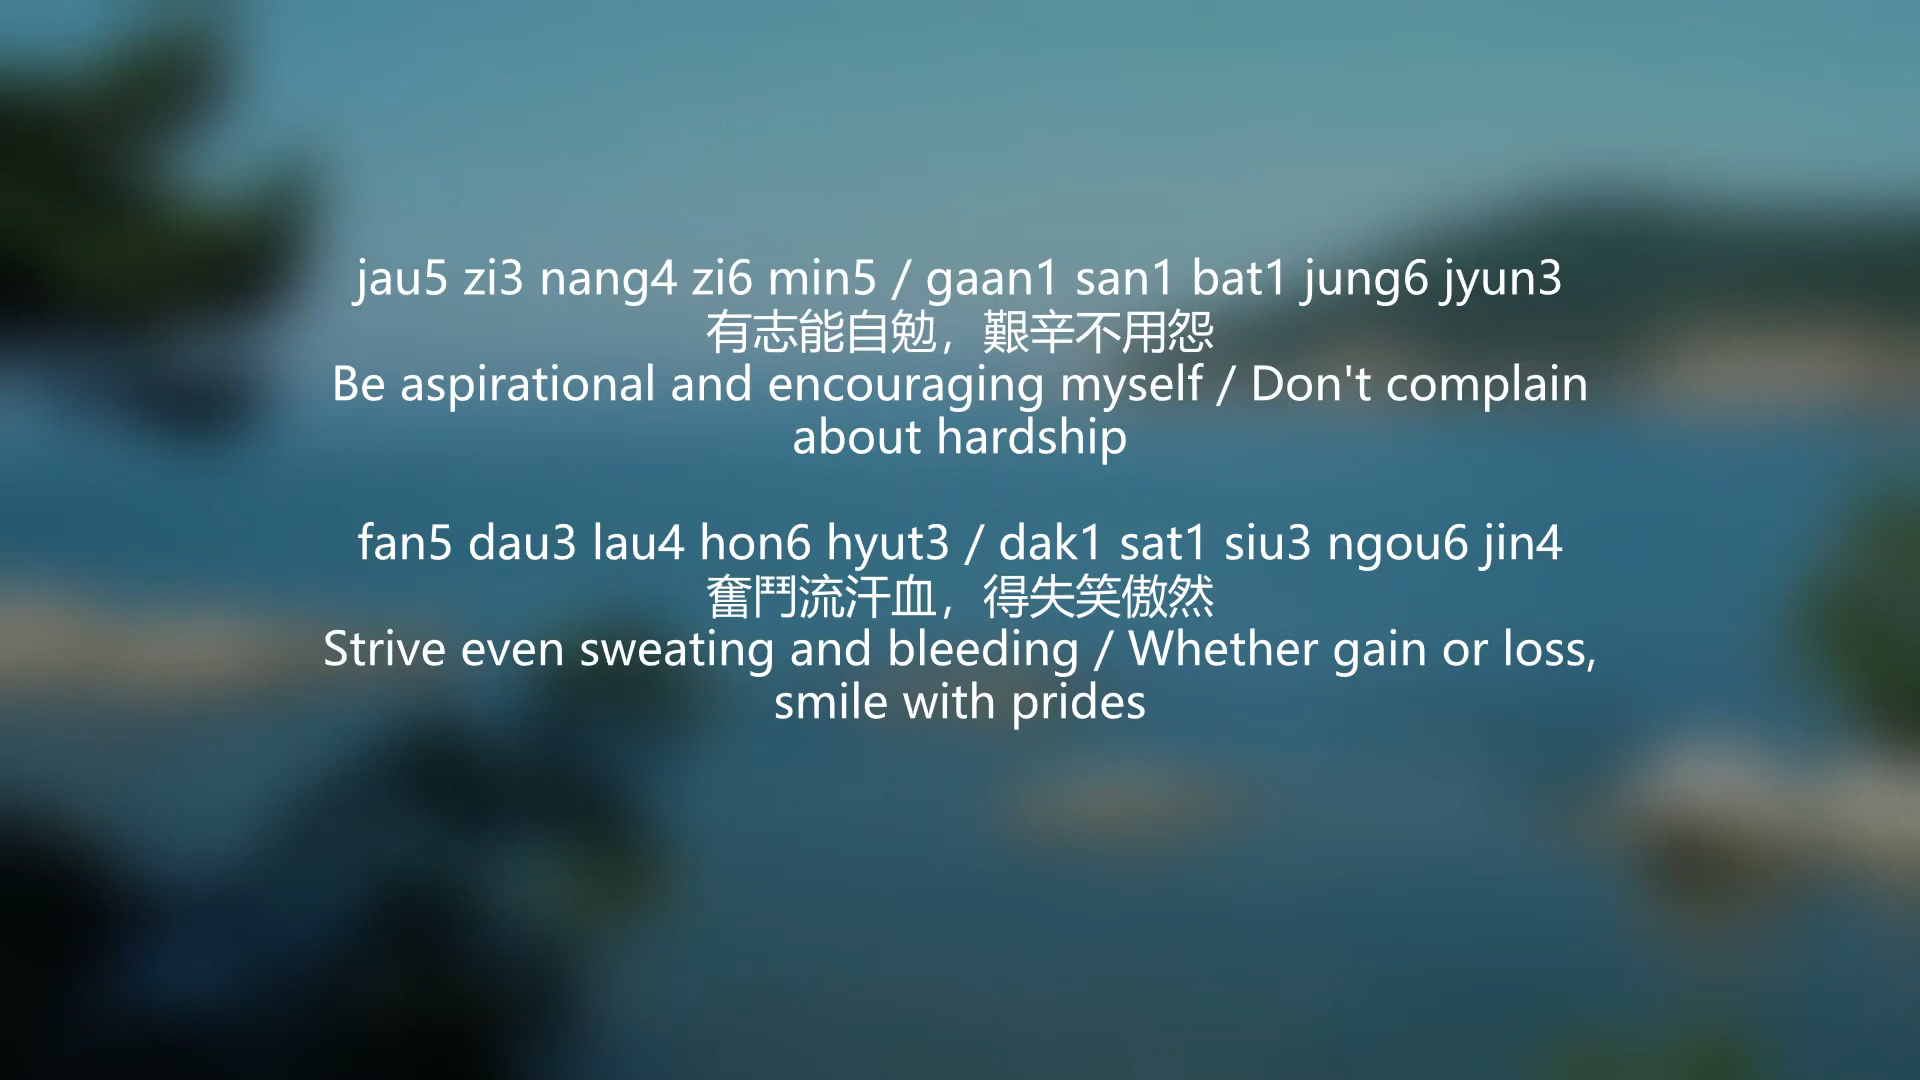 jau5 zi3 nang4 zi6 min5 / gaan1 san1 bat1 jung6 jyun3
有志能自勉，艱辛不用怨
Be aspirational and encouraging myself / Don't complain
about hardship
fan5 dau3 lau4 hon6 hyut3 / dak1 sat1 siu3 ngou6 jin4
奮鬥流汗血，得失笑傲然
Strive even sweating and bleeding / Whether gain or loss,
smile with prides